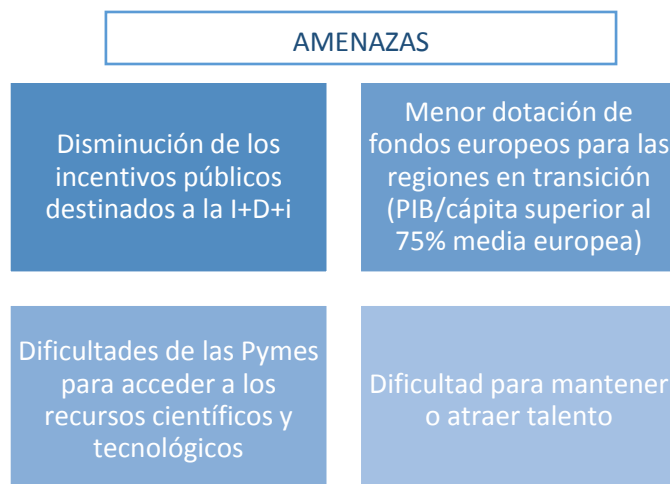 AMENAZAS
Disminución de los
incentivos públicos
destinados a la I+D+i
Menor dotación de
fondos europeos para las
regiones en transición
(PIB/cápita superior al
75% media europea)
Dificultades de las Pymes
para acceder a los
recursos científicos y
tecnológicos
Dificultad para mantener
o atraer talento